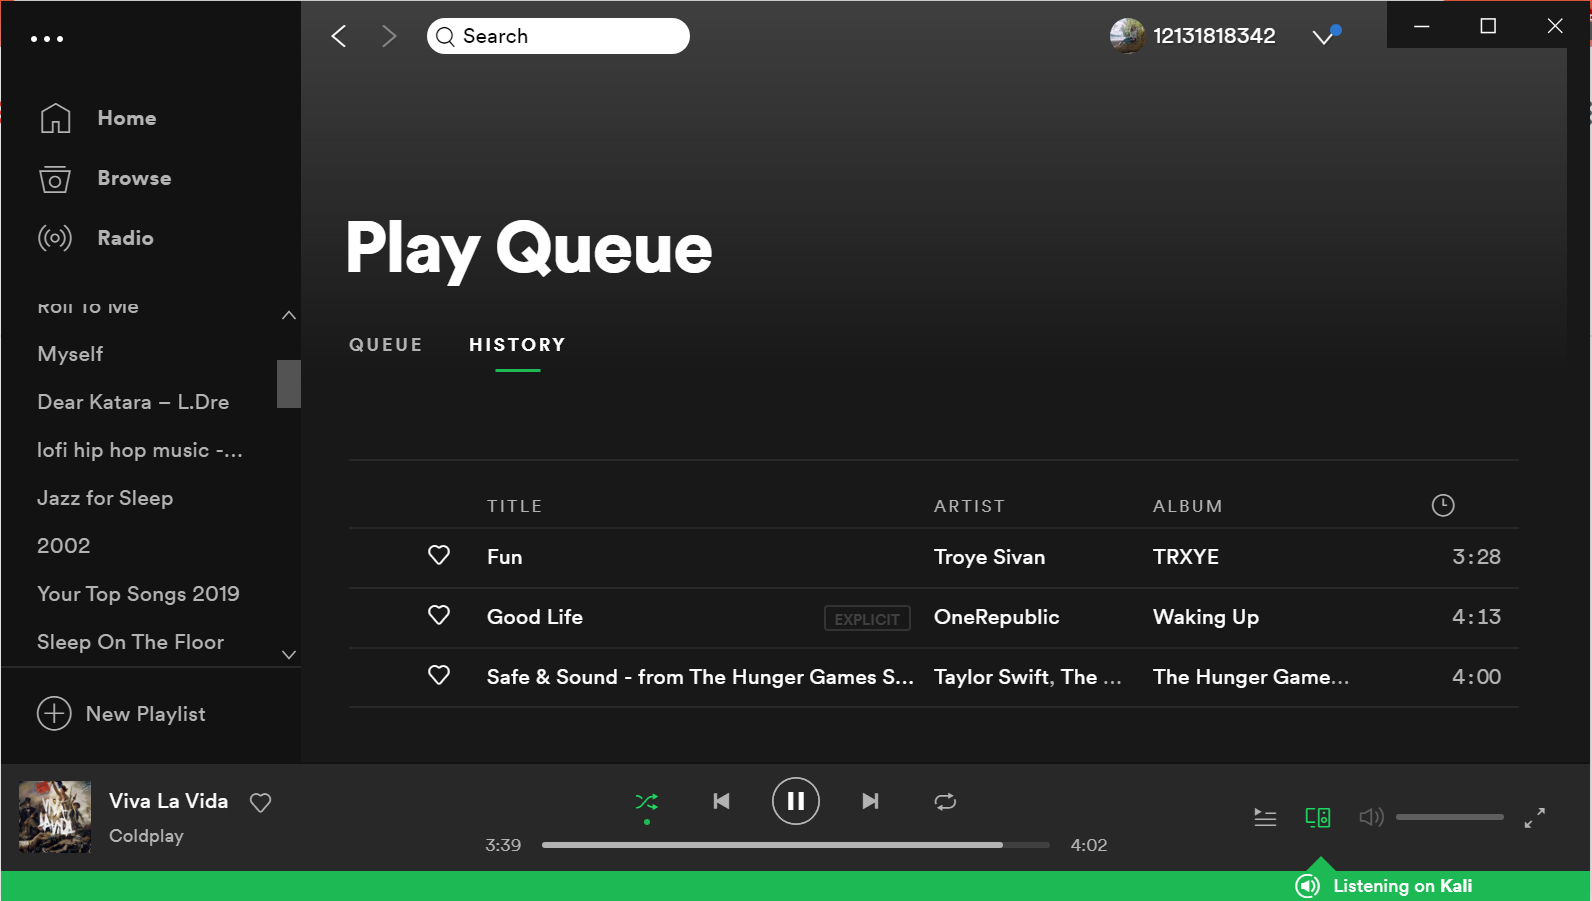 Search
12131818342
Home
Browse
Radio
Roll To Me
Myself
Dear Katara – L.Dre
lofi hip hop music -...
Jazz for Sleep
2002
Your Top Songs 2019
Sleep On The Floor
New Playlist
Play Queue
QUEUE HISTORY
TITLE ARTIST ALBUM
Fun Troye Sivan TRXYE 3:28
Good Life EXPLICIT OneRepublic Waking Up 4:13
Safe & Sound - from The Hunger Games S... Taylor Swift, The ... The Hunger Game... 4:00
VIVA
LA VIDA
Viva La Vida
Coldplay
3:39 4:02
Listening on Kali